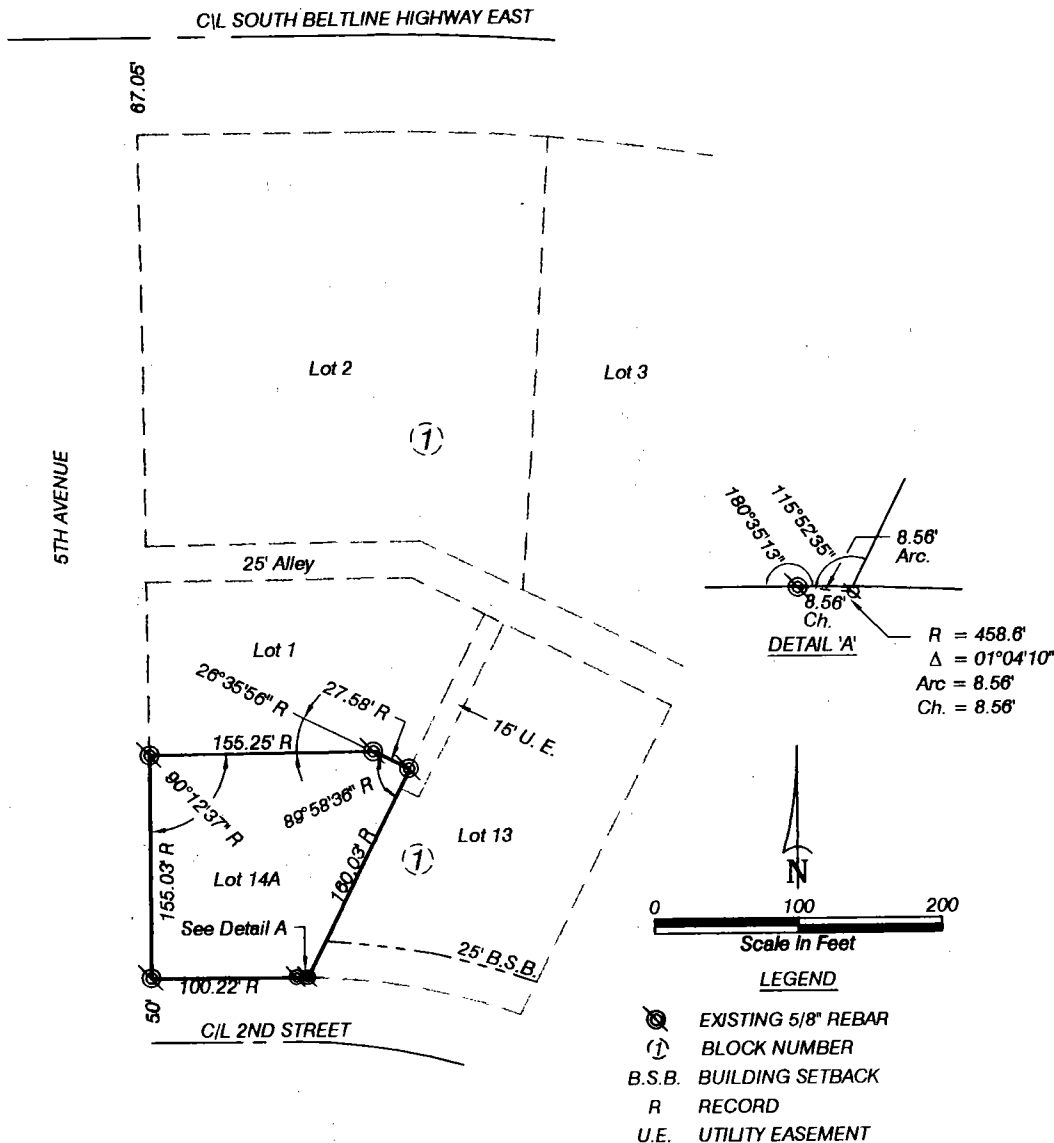 C\L SOUTH BELTLINE HIGHWAY EAST
67.05'
Lot 2
Lot 3
1
5TH AVENUE
25' Alley
180°35'13"
115°52'35"
8.56'
Arc.
8.56'
Ch.
DETAIL 'A'
R = 458.6'
Δ = 01°04'10"
Arc = 8.56'
Ch. = 8.56'
Lot 1
26°35'56" R
27.58' R
15' U. E.
155.25' R
90°12'37" R
89°58'36" R
Lot 13
1
155.03' R
160.03' R
Lot 14A
See Detail A
25' B.S.B.
100.22' R
50'
C/L 2ND STREET
N
0 100 200
Scale In Feet
LEGEND
EXISTING 5/8" REBAR
1 BLOCK NUMBER
B.S.B. BUILDING SETBACK
R RECORD
U.E. UTILITY EASEMENT